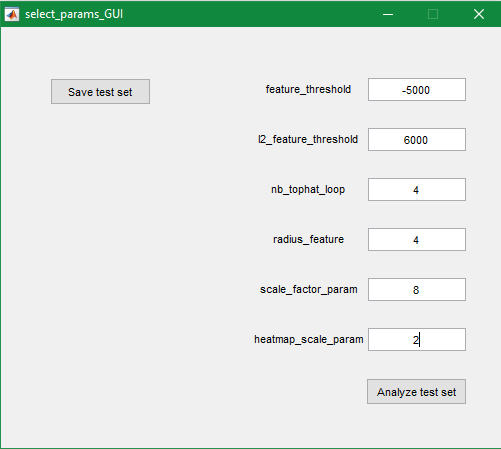 select_params_GUI
Save test set
feature_threshold
-5000
l2_feature_threshold
6000
nb_tophat_loop
4
radius_feature
4
scale_factor_param
8
heatmap_scale_param
2
Analyze test set